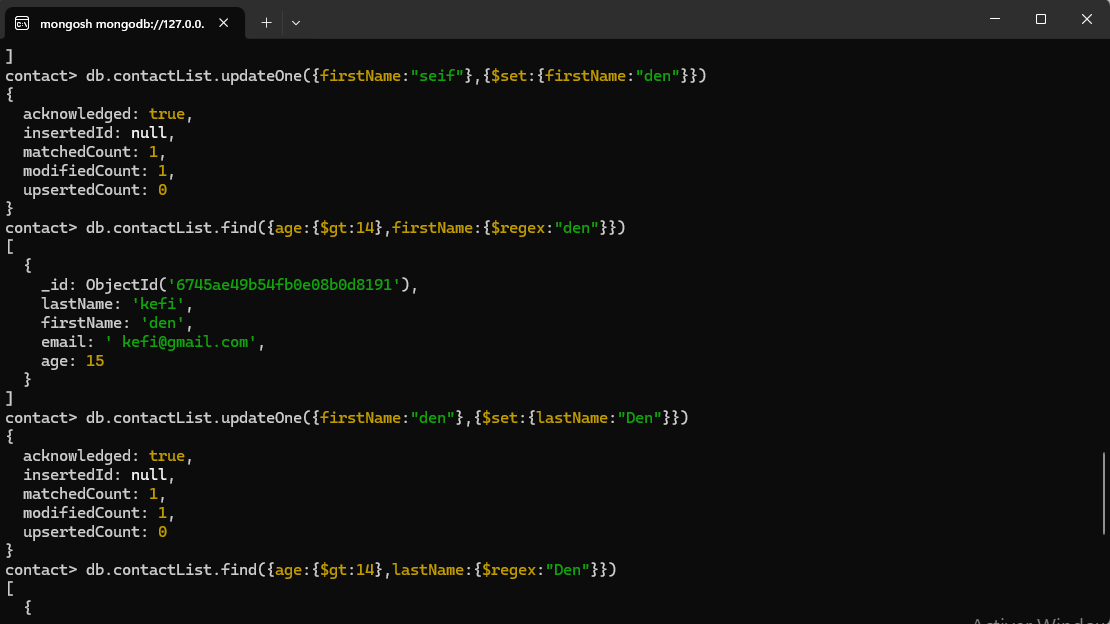 mongosh mongodb://127.0.0.
]
contact> db.contactList.updateOne({firstName:"seif"},{$set:{firstName:"den"}})
{
  acknowledged: true,
  insertedId: null,
  matchedCount: 1,
  modifiedCount: 1,
  upsertedCount: 0
}
contact> db.contactList.find({age:{$gt:14},firstName:{$regex:"den"}})
[
  {
    _id: ObjectId('6745ae49b54fb0e08b0d8191'),
    lastName: 'kefi',
    firstName: 'den',
    email: ' kefi@gmail.com',
    age: 15
  }
]
contact> db.contactList.updateOne({firstName:"den"},{$set:{lastName:"Den"}})
{
  acknowledged: true,
  insertedId: null,
  matchedCount: 1,
  modifiedCount: 1,
  upsertedCount: 0
}
contact> db.contactList.find({age:{$gt:14},lastName:{$regex:"Den"}})
[
  {